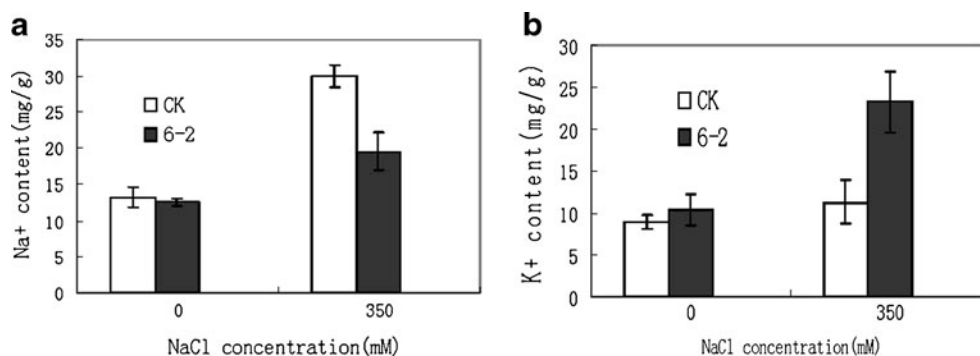 a
Na+ content(mg/g)
35
30
25
20
15
10
5
0
CK
6-2
0
350
NaCl concentration(mM)
b
K+ content(mg/g)
30
25
20
15
10
5
0
CK
6-2
0
350
NaCl concentration(mM)